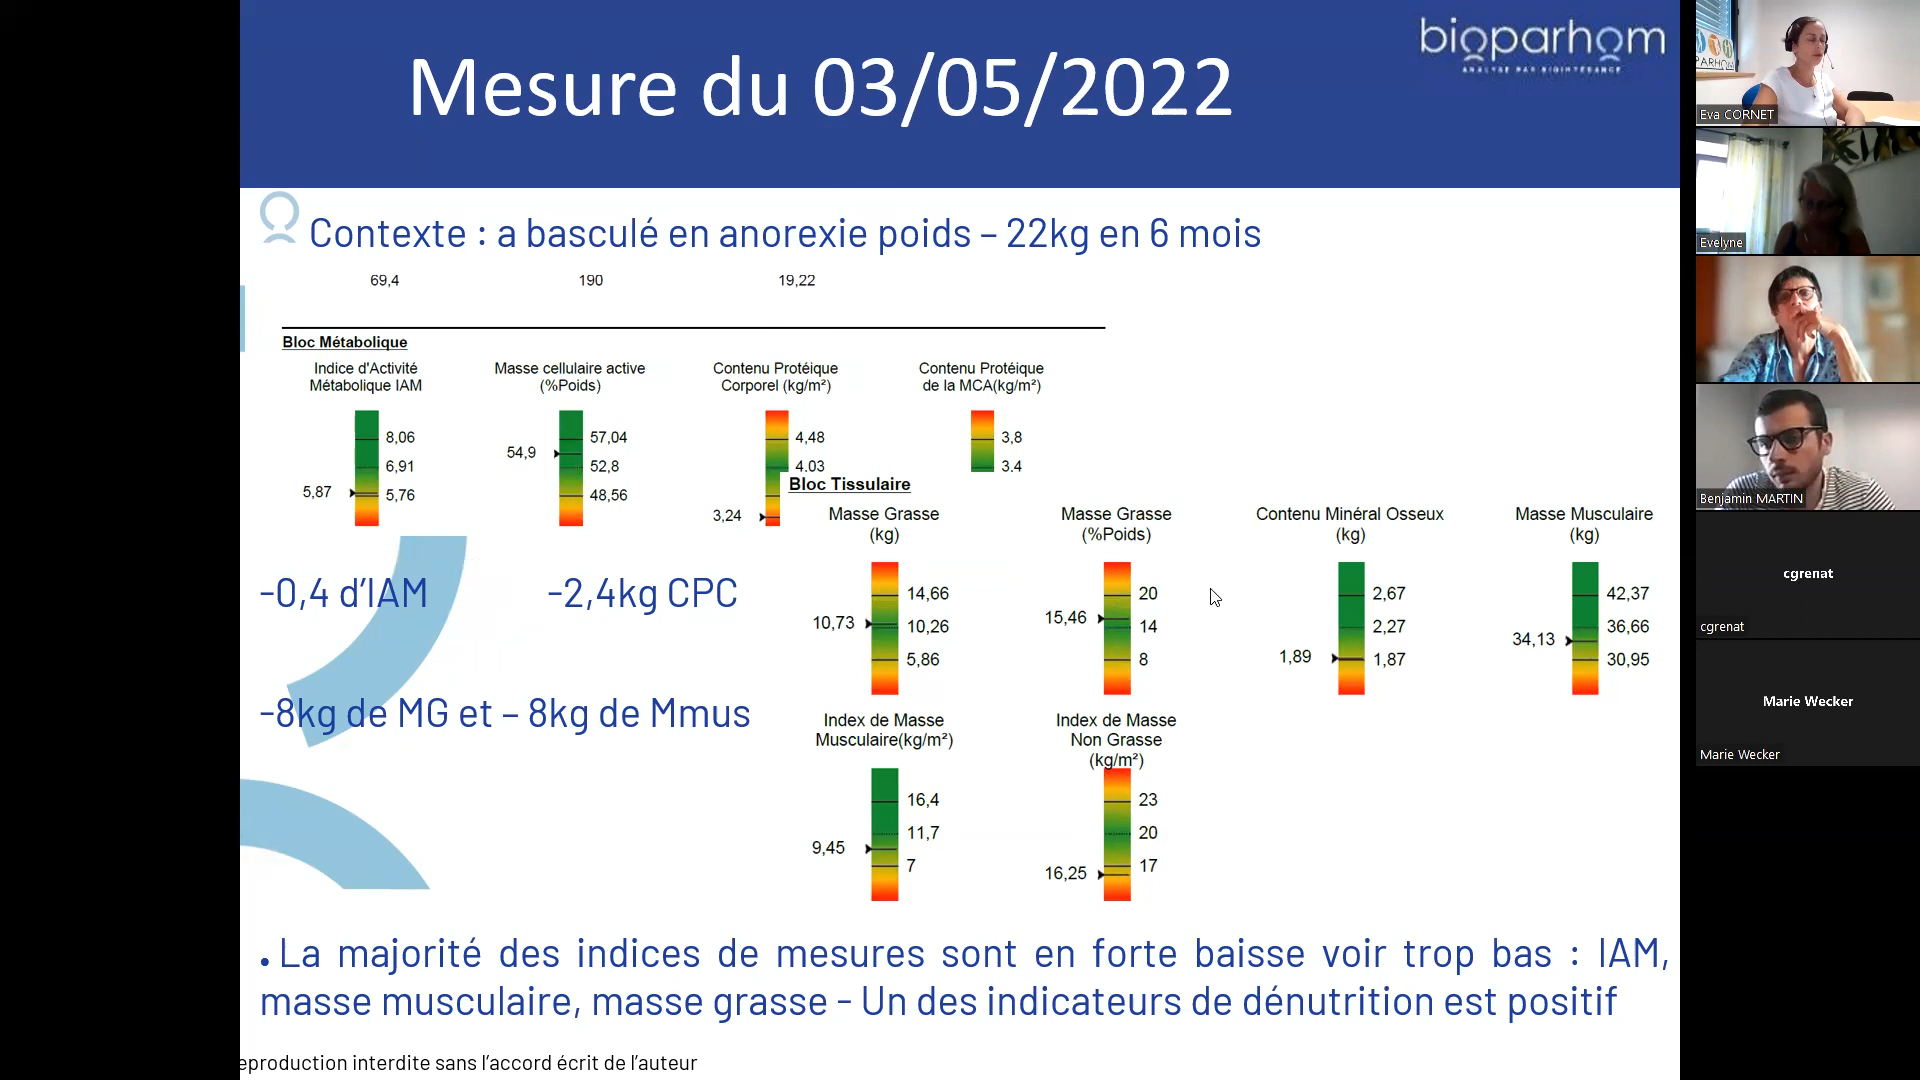 Mesure du 03/05/2022
bioparhom
ANALYSE PAR BIOIMPÉDANCE
Contexte : a basculé en anorexie poids – 22kg en 6 mois
69,4
190
19,22
Bloc Métabolique
Indice d'Activité
Métabolique IAM
8,06
6,91
5,87
5,76
Masse cellulaire active
(%Poids)
57,04
54,9
52,8
48,56
Contenu Protéique
Corporel (kg/m²)
4,48
4.03
3,24
Contenu Protéique
de la MCA(kg/m²)
3,8
3.4
-0,4 d'IAM
-2,4kg CPC
-8kg de MG et – 8kg de Mmus
Bloc Tissulaire
Masse Grasse
(kg)
14,66
10,73
10,26
5,86
Masse Grasse
(%Poids)
20
15,46
14
8
Contenu Minéral Osseux
(kg)
2,67
2,27
1,89
1,87
Masse Musculaire
(kg)
42,37
36,66
34,13
30,95
Index de Masse
Musculaire(kg/m²)
16,4
11,7
9,45
7
Index de Masse
Non Grasse
(kg/m²)
23
20
17
16,25
• La majorité des indices de mesures sont en forte baisse voir trop bas : IAM,
masse musculaire, masse grasse - Un des indicateurs de dénutrition est positif
eproduction interdite sans l'accord écrit de l'auteur
PARHOM
Eva CORNET
Evelyne
Benjamin MARTIN
cgrenat
cgrenat
Marie Wecker
Marie Wecker